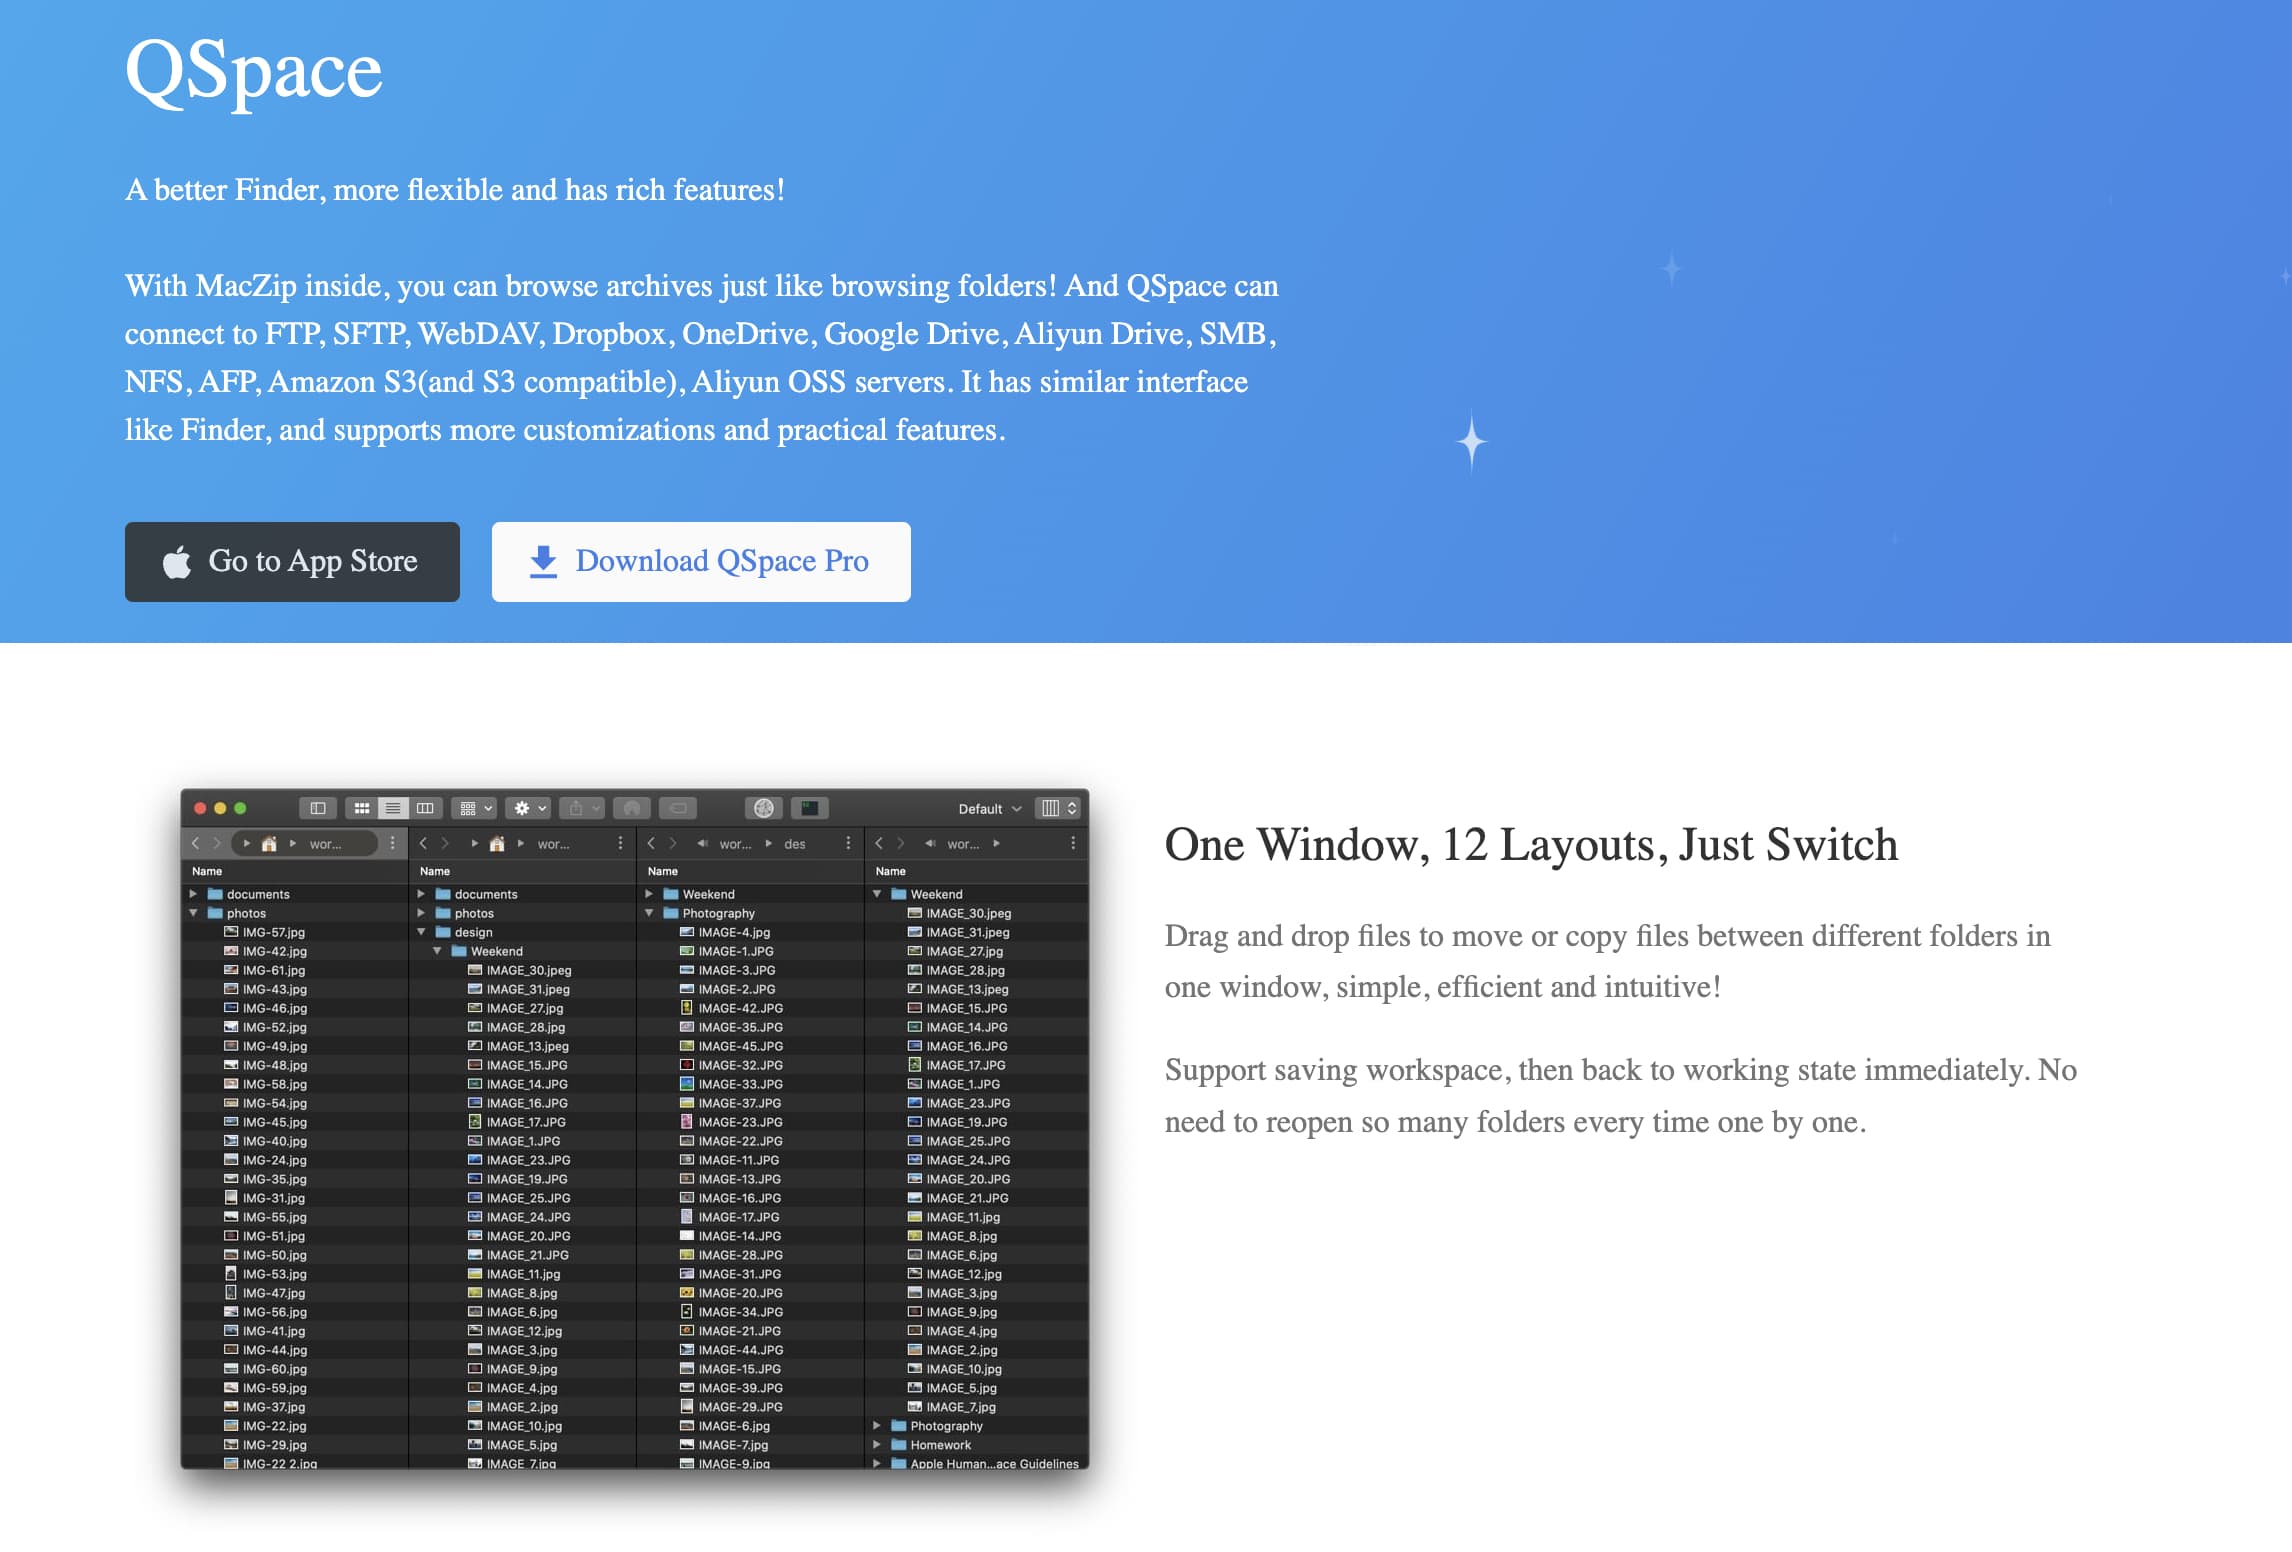 QSpace
A better Finder, more flexible and has rich features!
With MacZip inside, you can browse archives just like browsing folders! And QSpace can
connect to FTP, SFTP, WebDAV, Dropbox, OneDrive, Google Drive, Aliyun Drive, SMB,
NFS, AFP, Amazon S3(and S3 compatible), Aliyun OSS servers. It has similar interface
like Finder, and supports more customizations and practical features.
Go to App Store
Download QSpace Pro
Default
wor...
Name
documents
photos
IMG-57.jpg
IMG-42.jpg
IMG-61.jpg
IMG-43.jpg
IMG-46.jpg
IMG-52.jpg
IMG-49.jpg
IMG-48.jpg
IMG-58.jpg
IMG-54.jpg
IMG-45.jpg
IMG-40.jpg
IMG-24.jpg
IMG-35.jpg
IMG-31.jpg
IMG-55.jpg
IMG-51.jpg
IMG-50.jpg
IMG-53.jpg
IMG-47.jpg
IMG-56.jpg
IMG-41.jpg
IMG-44.jpg
IMG-60.jpg
IMG-59.jpg
IMG-37.jpg
IMG-22.jpg
IMG-29.jpg
IMG-22 2.jpg
wor...
Name
documents
photos
design
Weekend
IMAGE_30.jpeg
IMAGE_31.jpeg
IMAGE_27.jpg
IMAGE_28.jpg
IMAGE_13.jpeg
IMAGE_15.JPG
IMAGE_14.JPG
IMAGE_16.JPG
IMAGE_17.JPG
IMAGE_1.JPG
IMAGE_23.JPG
IMAGE_19.JPG
IMAGE_25.JPG
IMAGE_24.JPG
IMAGE_20.JPG
IMAGE_21.JPG
IMAGE_11.jpg
IMAGE_8.jpg
IMAGE_6.jpg
IMAGE_12.jpg
IMAGE_3.jpg
IMAGE_9.jpg
IMAGE_4.jpg
IMAGE_2.jpg
IMAGE_10.jpg
IMAGE_5.jpg
IMAGE_7.jpg
wor... des
Name
Weekend
Photography
IMAGE-4.jpg
IMAGE-1.JPG
IMAGE-3.JPG
IMAGE-2.JPG
IMAGE-42.JPG
IMAGE-35.JPG
IMAGE-45.JPG
IMAGE-32.JPG
IMAGE-33.JPG
IMAGE-37.JPG
IMAGE-23.JPG
IMAGE-22.JPG
IMAGE-11.JPG
IMAGE-13.JPG
IMAGE-16.JPG
IMAGE-17.JPG
IMAGE-14.JPG
IMAGE-28.JPG
IMAGE-31.JPG
IMAGE-20.JPG
IMAGE-34.JPG
IMAGE-21.JPG
IMAGE-44.JPG
IMAGE-15.JPG
IMAGE-39.JPG
IMAGE-29.JPG
IMAGE-6.jpg
IMAGE-7.jpg
IMAGE-9.jpg
wor...
Name
Weekend
IMAGE_30.jpeg
IMAGE_31.jpeg
IMAGE_27.jpg
IMAGE_28.jpg
IMAGE_13.jpeg
IMAGE_15.JPG
IMAGE_14.JPG
IMAGE_16.JPG
IMAGE_17.JPG
IMAGE_1.JPG
IMAGE_23.JPG
IMAGE_19.JPG
IMAGE_25.JPG
IMAGE_24.JPG
IMAGE_20.JPG
IMAGE_21.JPG
IMAGE_11.jpg
IMAGE_8.jpg
IMAGE_6.jpg
IMAGE_12.jpg
IMAGE_3.jpg
IMAGE_9.jpg
IMAGE_4.jpg
IMAGE_2.jpg
IMAGE_10.jpg
IMAGE_5.jpg
IMAGE_7.jpg
Photography
Homework
Apple Human...ace Guidelines
One Window, 12 Layouts, Just Switch
Drag and drop files to move or copy files between different folders in
one window, simple, efficient and intuitive!
Support saving workspace, then back to working state immediately. No
need to reopen so many folders every time one by one.